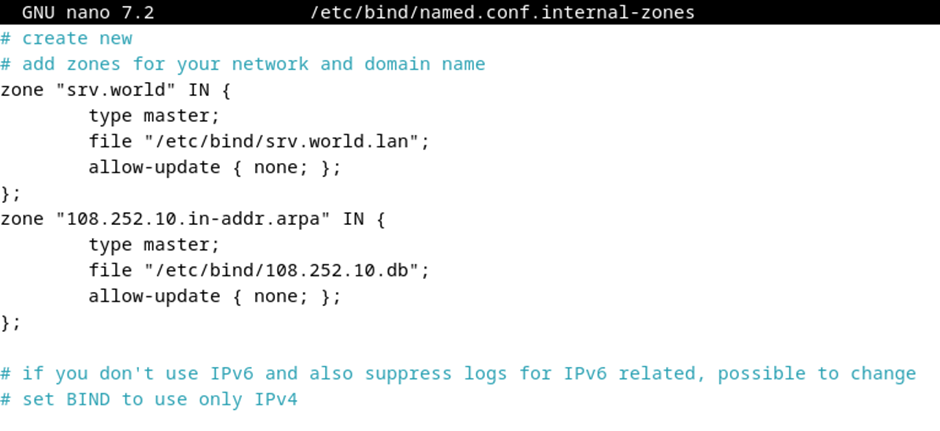 GNU nano 7.2 /etc/bind/named.conf.internal-zones
# create new
# add zones for your network and domain name
zone "srv.world" IN {
        type master;
        file "/etc/bind/srv.world.lan";
        allow-update { none; };
};
zone "108.252.10.in-addr.arpa" IN {
        type master;
        file "/etc/bind/108.252.10.db";
        allow-update { none; };
};
# if you don't use IPv6 and also suppress logs for IPv6 related, possible to change
# set BIND to use only IPv4